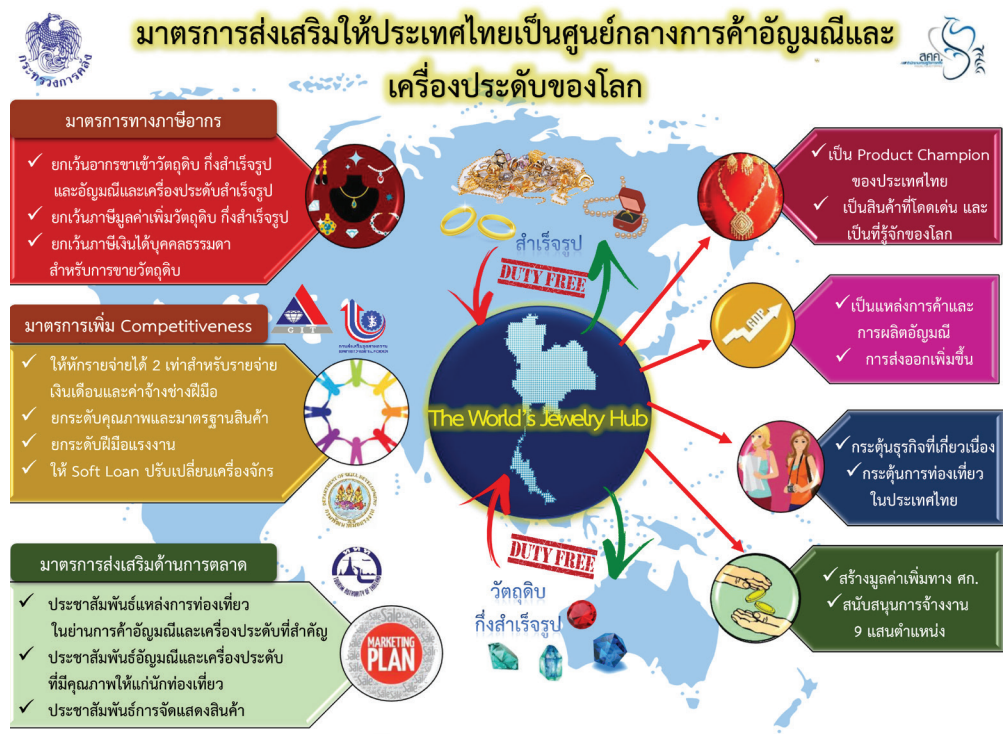 มาตรการส่งเสริมให้ประเทศไทยเป็นศูนย์กลางการค้าอัญมณีและ
เครื่องประดับของโลก
กระทรวงการคลัง
สศค.
มาตรการทางภาษีอากร
✓ ยกเว้นอากรขาเข้าวัตถุดิบ กึ่งสำเร็จรูป
และอัญมณีและเครื่องประดับสำเร็จรูป
✓ ยกเว้นภาษีมูลค่าเพิ่มวัตถุดิบ กึ่งสำเร็จรูป
✓ ยกเว้นภาษีเงินได้บุคคลธรรมดา
สำหรับการขายวัตถุดิบ
มาตรการเพิ่ม Competitiveness
GIT
✓ ให้หักรายจ่ายได้ 2 เท่าสำหรับรายจ่าย
เงินเดือนและค่าจ้างช่างฝีมือ
✓ ยกระดับคุณภาพและมาตรฐานสินค้า
✓ ยกระดับฝีมือแรงงาน
✓ ให้ Soft Loan ปรับเปลี่ยนเครื่องจักร
DEPARTMENT OF SKILL DEVELOPMENT
กรมพัฒนาฝีมือแรงงาน
มาตรการส่งเสริมด้านการตลาด
ททท
TOURISM AUTHORITY OF THAILAND
✓ ประชาสัมพันธ์แหล่งการท่องเที่ยว
ในย่านการค้าอัญมณีและเครื่องประดับที่สำคัญ
✓ ประชาสัมพันธ์อัญมณีและเครื่องประดับ
ที่มีคุณภาพให้แก่นักท่องเที่ยว
✓ ประชาสัมพันธ์การจัดแสดงสินค้า
Sale
MARKETING
PLAN
สำเร็จรูป
DUTY FREE
The World's Jewelry Hub
DUTY FREE
วัตถุดิบ
กึ่งสำเร็จรูป
✓ เป็น Product Champion
ของประเทศไทย
✓ เป็นสินค้าที่โดดเด่น และ
เป็นที่รู้จักของโลก
GDP
✓ เป็นแหล่งการค้าและ
การผลิตอัญมณี
✓ การส่งออกเพิ่มขึ้น
✓ กระตุ้นธุรกิจที่เกี่ยวเนื่อง
✓ กระตุ้นการท่องเที่ยว
ในประเทศไทย
✓ สร้างมูลค่าเพิ่มทาง ศก.
✓ สนับสนุนการจ้างงาน
9 แสนตำแหน่ง